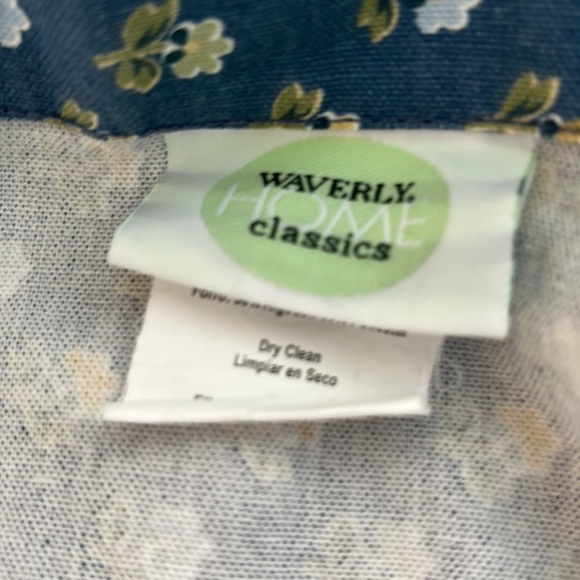 WAVERLY
HOME
classics
Dry Clean
Limpiar en Seco